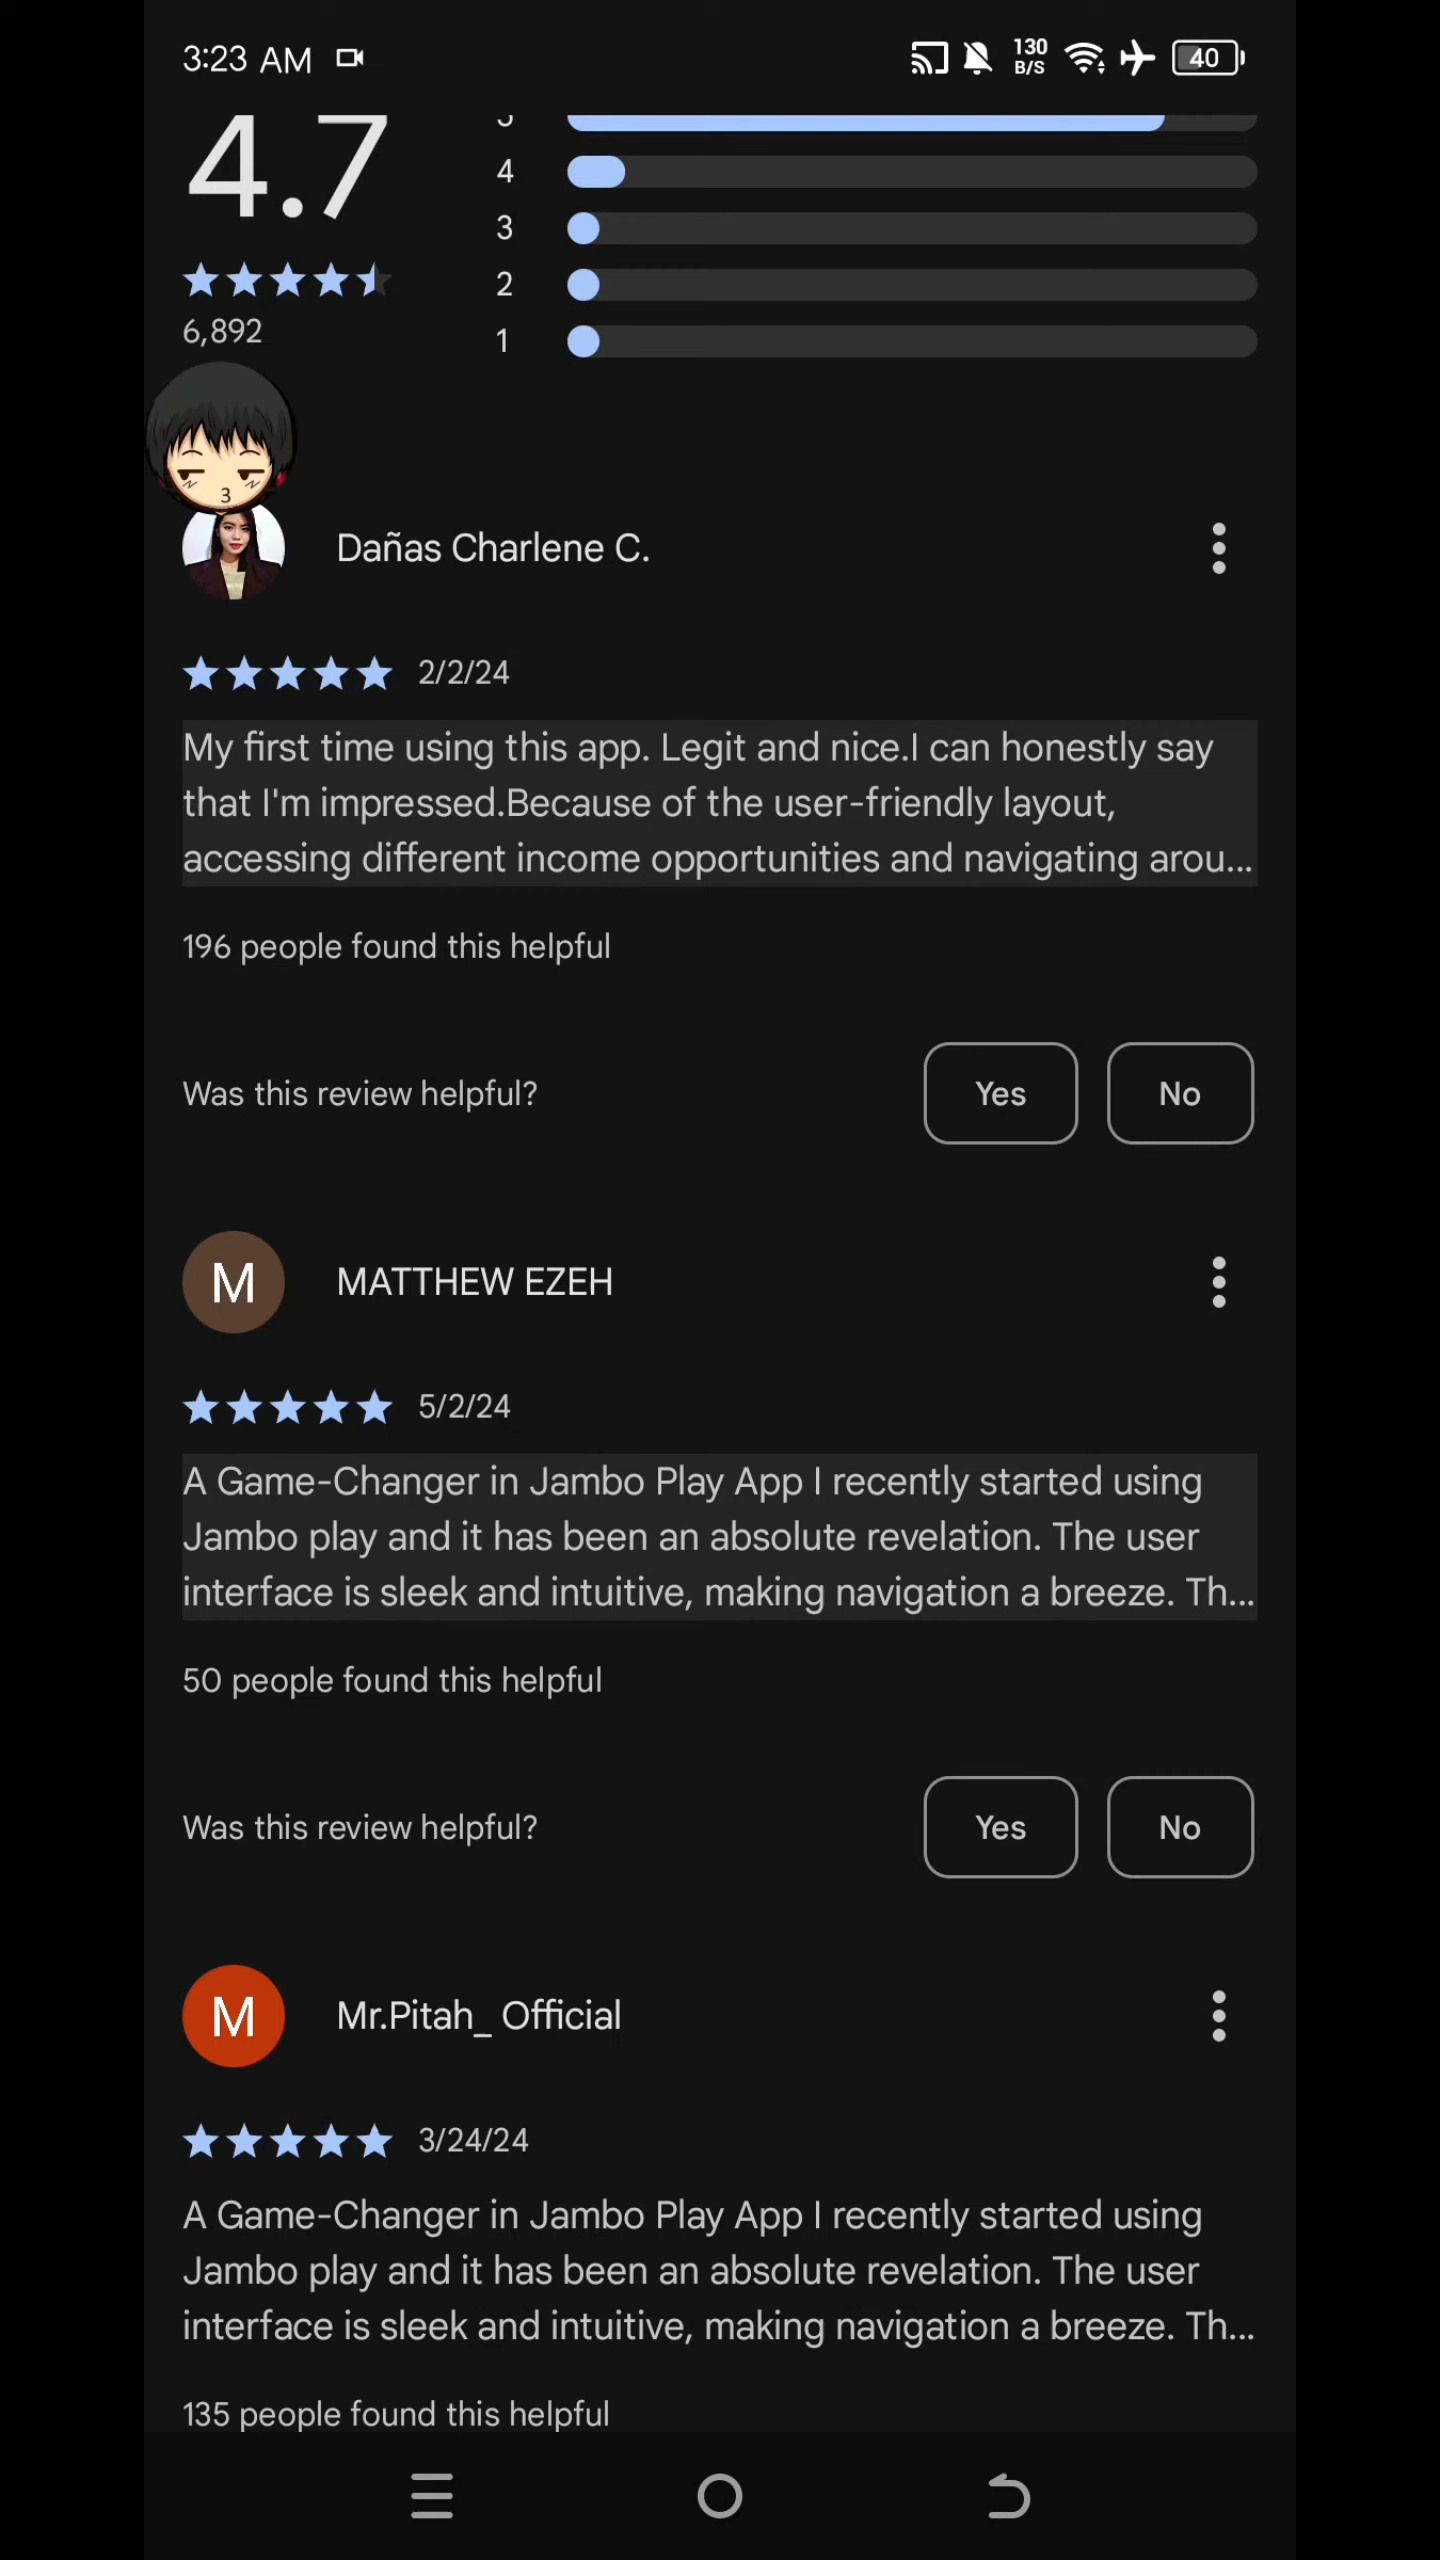 3:23 AM
130
B/S
40
4.7
5
4
3
2
1
6,892
Dañas Charlene C.
2/2/24
My first time using this app. Legit and nice.I can honestly say
that I'm impressed.Because of the user-friendly layout,
accessing different income opportunities and navigating arou...
196 people found this helpful
Was this review helpful?
Yes
No
M
MATTHEW EZEH
5/2/24
A Game-Changer in Jambo Play App I recently started using
Jambo play and it has been an absolute revelation. The user
interface is sleek and intuitive, making navigation a breeze. Th...
50 people found this helpful
Was this review helpful?
Yes
No
M
Mr.Pitah_ Official
3/24/24
A Game-Changer in Jambo Play App I recently started using
Jambo play and it has been an absolute revelation. The user
interface is sleek and intuitive, making navigation a breeze. Th...
135 people found this helpful